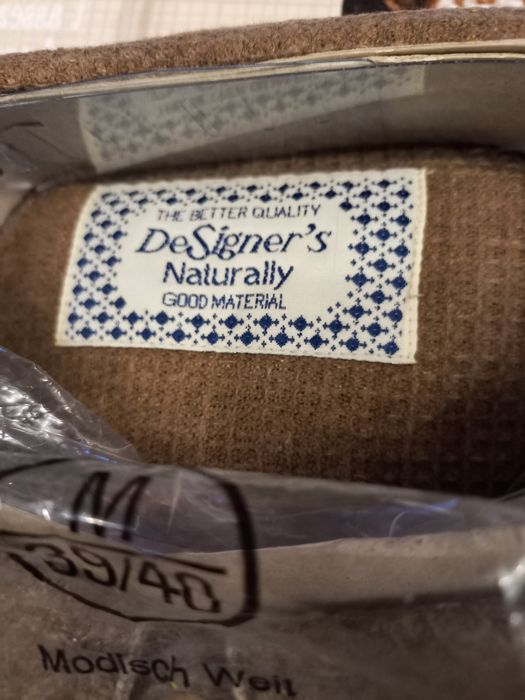 THE BETTER QUALITY
DeSigner's
Naturally
GOOD MATERIAL
M
39/40
Modisch Weit